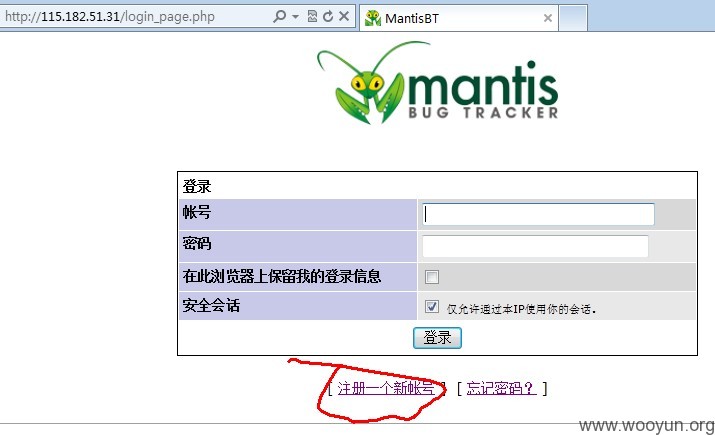 http://115.182.51.31/login_page.php
MantisBT
mantis
BUG TRACKER
登录
帐号
密码
在此浏览器上保留我的登录信息
安全会话 仅允许通过本IP使用你的会话。
登录
[ 注册一个新帐号 ] [ 忘记密码？ ]
www.wooyun.org